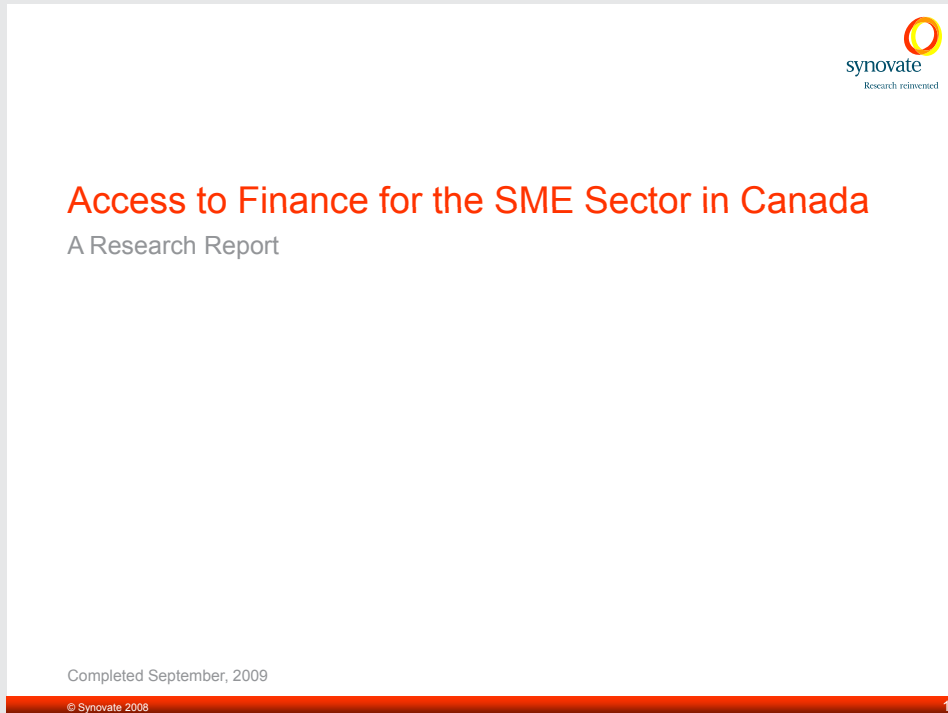 synovate
Research reinvented
Access to Finance for the SME Sector in Canada
A Research Report
Completed September, 2009
© Synovate 2008
1